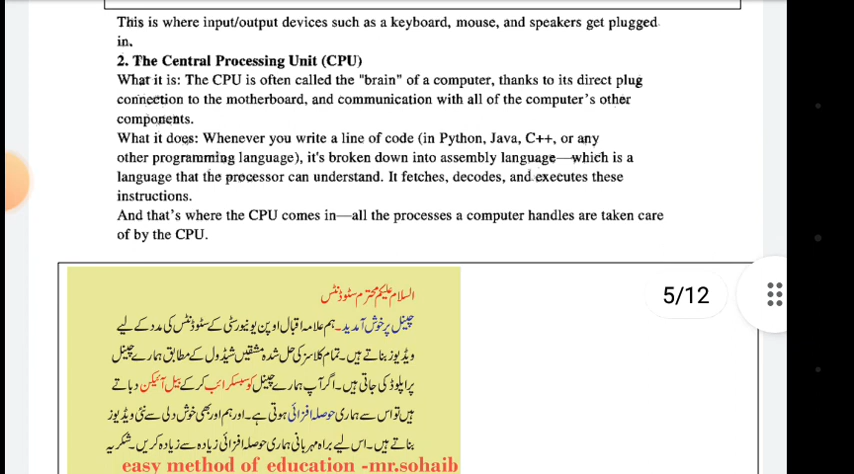 This is where input/output devices such as a keyboard, mouse, and speakers get plugged
in.
2. The Central Processing Unit (CPU)
What it is: The CPU is often called the "brain" of a computer, thanks to its direct plug
connection to the motherboard, and communication with all of the computer's other
components.
What it does: Whenever you write a line of code (in Python, Java, C++, or any
other programming language), it's broken down into assembly language—which is a
language that the processor can understand. It fetches, decodes, and executes these
instructions.
And that's where the CPU comes in—all the processes a computer handles are taken care
of by the CPU.
السلام علیکم محترم سٹوڈنٹس
چینل پر خوش آمدید۔ ہم علامہ اقبال اوپن یونیورسٹی کے سٹوڈنٹس کی مدد کے لیے
ویڈیوز بناتے ہیں۔ تمام کلاسز کی حل شدہ مشقیں شیڈول کے مطابق ہمارے چینل
پر اپلوڈ کی جاتی ہیں۔ اگر آپ ہمارے چینل کو سبسکرائب کر کے بیل آئیکن دباتے
ہیں تو اس سے ہماری حوصلہ افزائی ہوتی ہے۔ اور ہم اور بھی خوش دلی سے نئی ویڈیوز
بناتے ہیں۔ اس لیے براہ مہربانی ہماری حوصلہ افزائی زیادہ سے زیادہ کریں۔ شکریہ
easy method of education -mr.sohaib
5/12